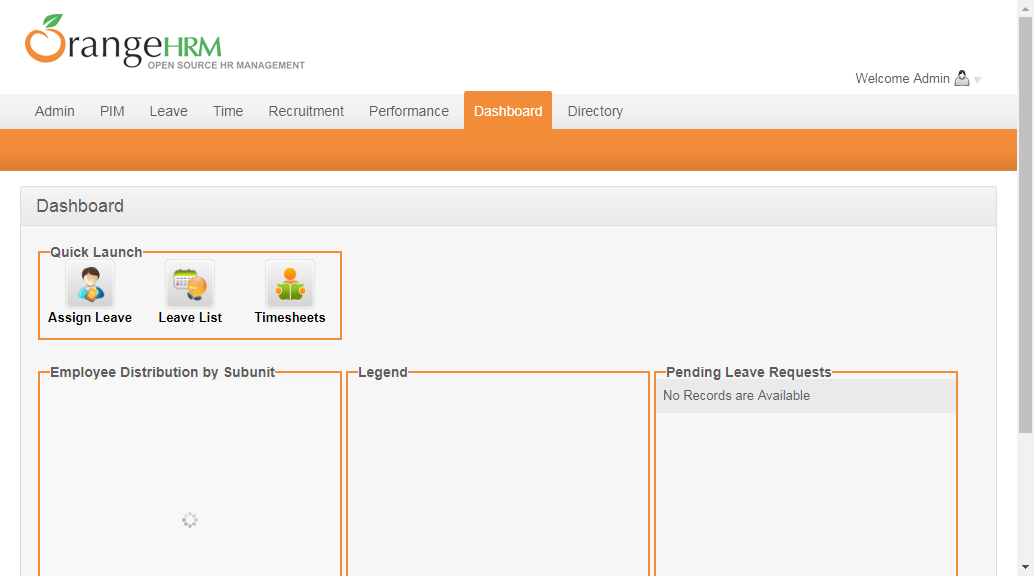 OrangeHRM
OPEN SOURCE HR MANAGEMENT
Welcome Admin
Admin PIM Leave Time Recruitment Performance Dashboard Directory
Dashboard
Quick Launch
Assign Leave Leave List Timesheets
Employee Distribution by Subunit Legend Pending Leave Requests
No Records are Available